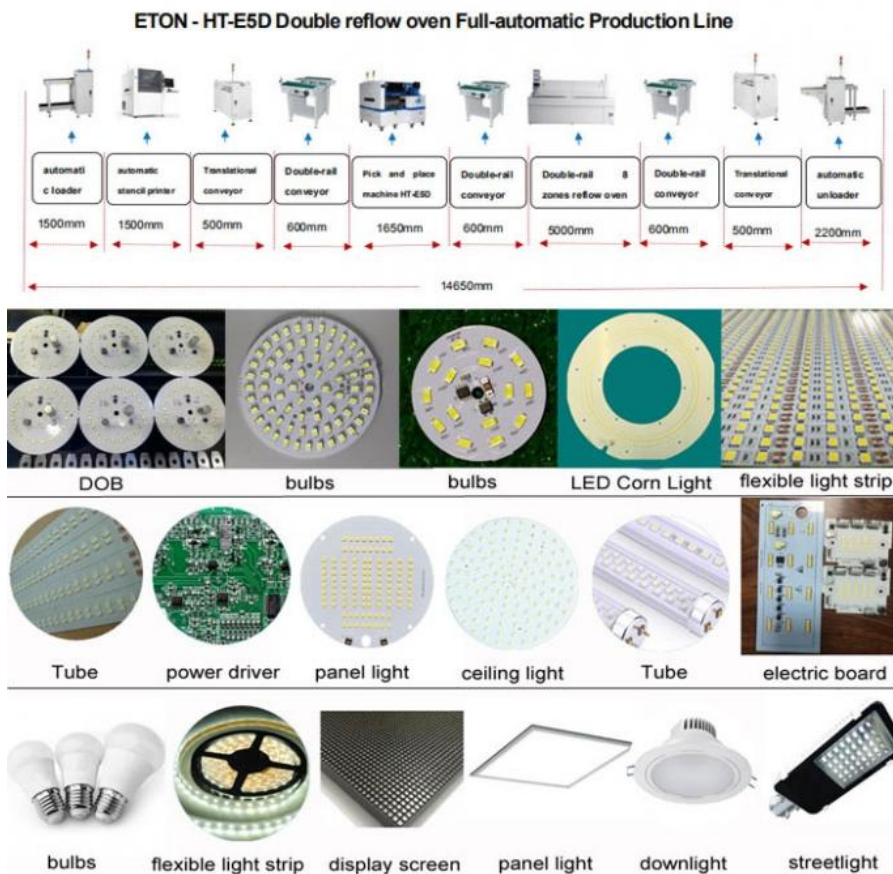 ETON - HT-E5D Double reflow oven Full-automatic Production Line
automati
c loader
automatic
stencil printer
Translational
conveyor
Double-rail
conveyor
Pick and place
machine HT-E5D
Double-rail
conveyor
Double-rail 8
zones reflow oven
Double-rail
conveyor
Translational
conveyor
automatic
unloader
1500mm
1500mm
500mm
600mm
1650mm
600mm
5000mm
600mm
500mm
2200mm
14650mm
DOB
bulbs
bulbs
LED Corn Light
flexible light strip
Tube
power driver
panel light
ceiling light
Tube
electric board
bulbs
flexible light strip
display screen
panel light
downlight
streetlight